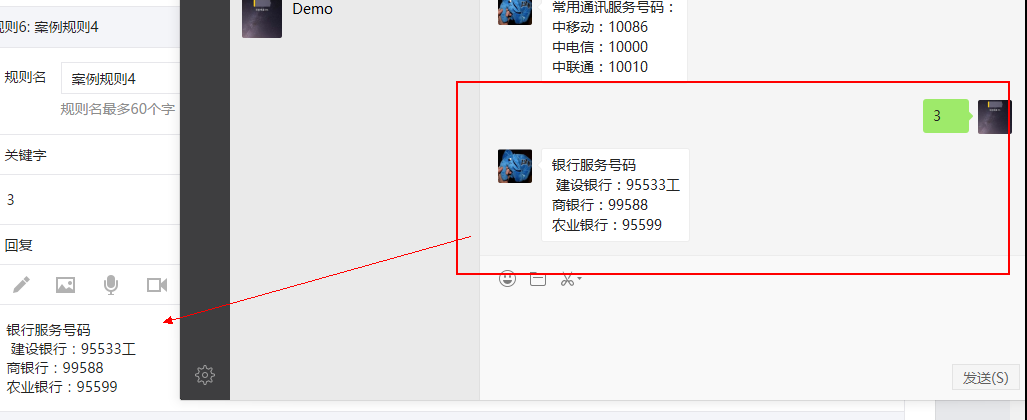 规则6: 案例规则4
规则名
案例规则4
规则名最多60个字
关键字
3
回复
银行服务号码
建设银行：95533工
商银行：99588
农业银行：95599
Demo
常用通讯服务号码：
中移动：10086
中电信：10000
中联通：10010
3
银行服务号码
建设银行：95533工
商银行：99588
农业银行：95599
发送(S)